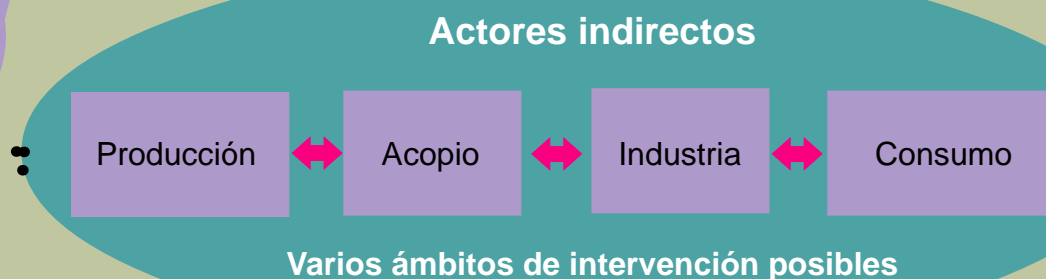 Actores indirectos
Producción Acopio Industria Consumo
Varios ámbitos de intervención posibles